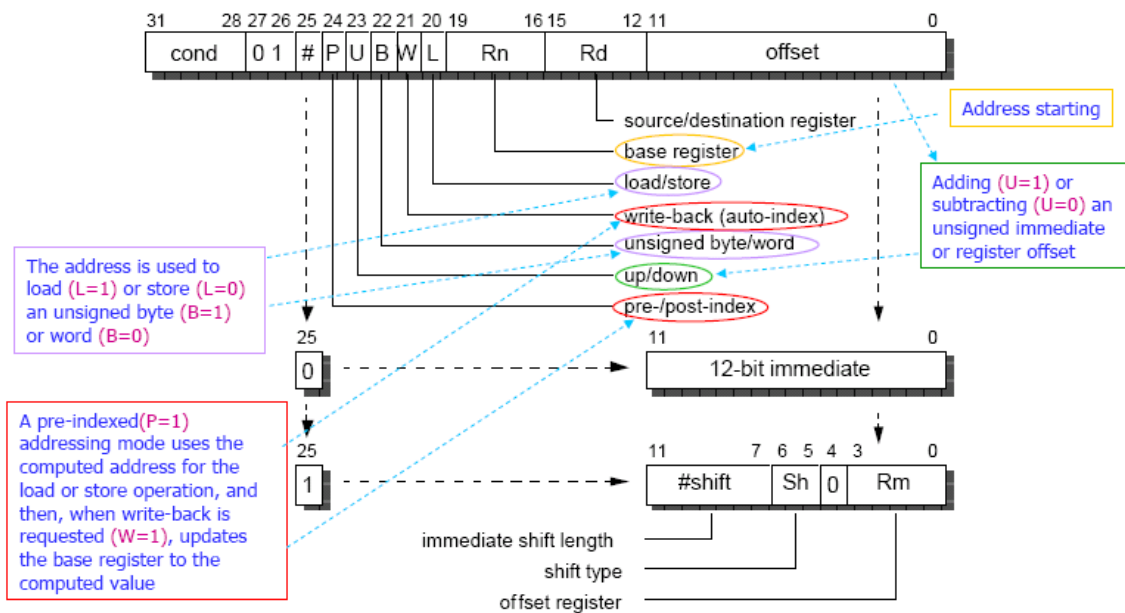 31 28 27 26 25 24 23 22 21 20 19 16 15 12 11 0
cond 0 1 # P U B W L Rn Rd offset
source/destination register
base register
load/store
write-back (auto-index)
unsigned byte/word
up/down
pre-/post-index
Address starting
Adding (U=1) or
subtracting (U=0) an
unsigned immediate
or register offset
The address is used to
load (L=1) or store (L=0)
an unsigned byte (B=1)
or word (B=0)
25 11 0
0 12-bit immediate
A pre-indexed(P=1)
addressing mode uses the
computed address for the
load or store operation, and
then, when write-back is
requested (W=1), updates
the base register to the
computed value
25 11 7 6 5 4 3 0
1 #shift Sh 0 Rm
immediate shift length
shift type
offset register